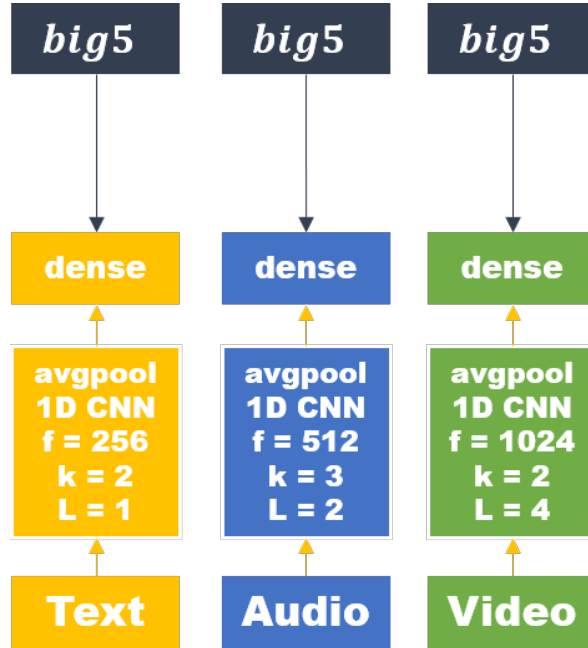 big5
big5
big5
dense
dense
dense
avgpool
1D CNN
f = 256
k = 2
L = 1
avgpool
1D CNN
f = 512
k = 3
L = 2
avgpool
1D CNN
f = 1024
k = 2
L = 4
Text
Audio
Video